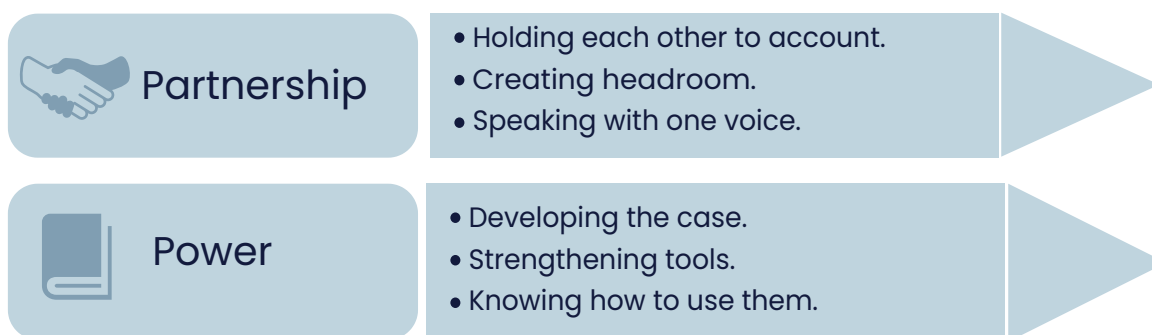 Partnership
• Holding each other to account.
• Creating headroom.
• Speaking with one voice.
Power
• Developing the case.
• Strengthening tools.
• Knowing how to use them.